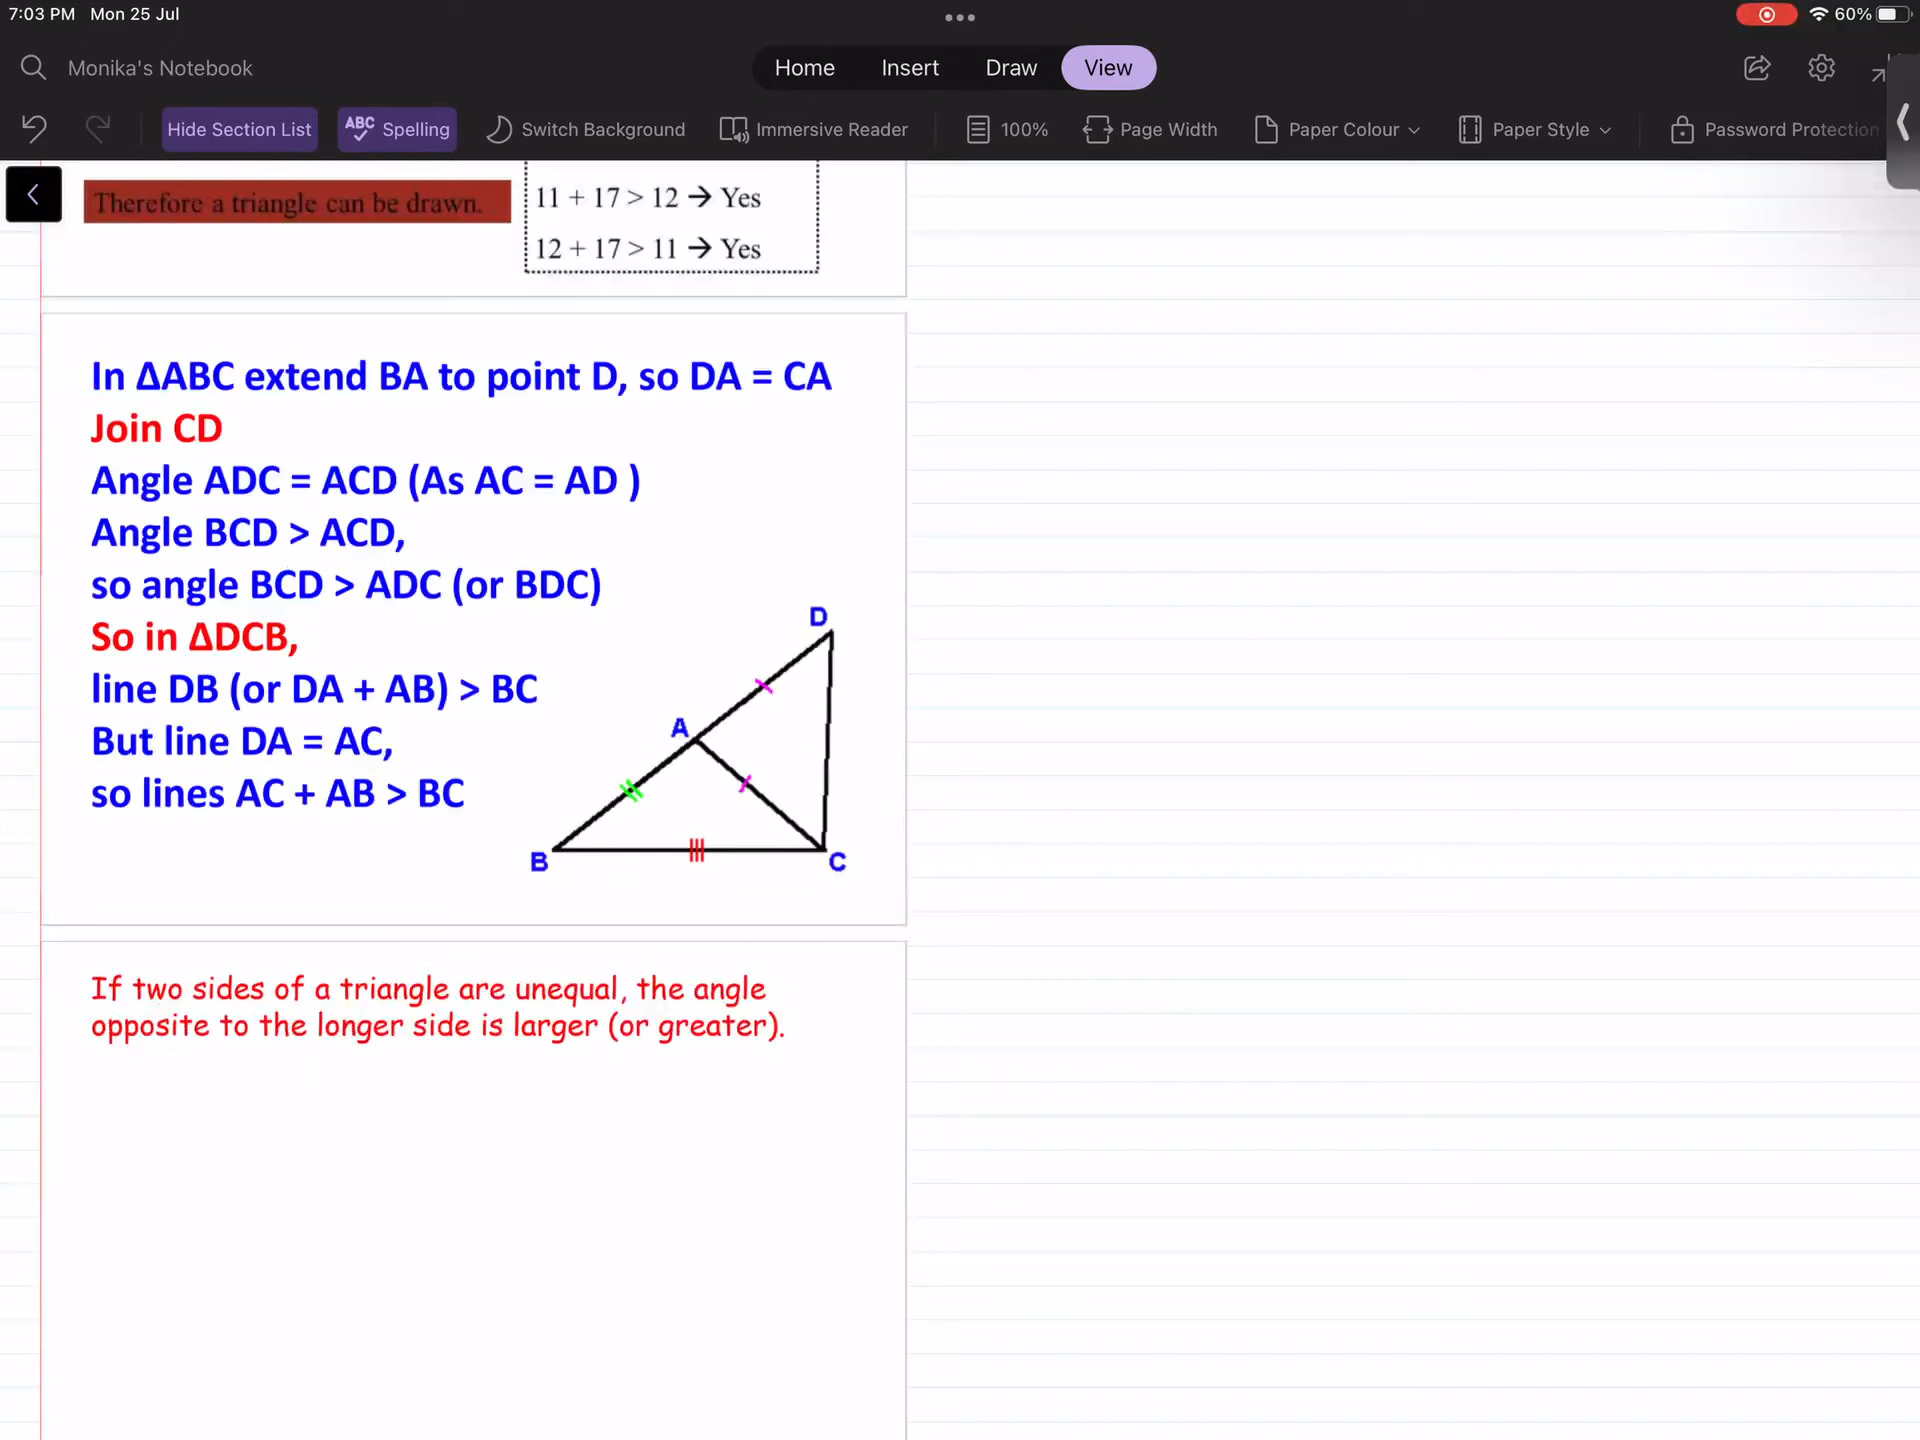 7:03 PM Mon 25 Jul
60%
Monika's Notebook
Home Insert Draw View
Hide Section List
ABC Spelling
Switch Background
Immersive Reader
100%
Page Width
Paper Colour
Paper Style
Password Protection
Therefore a triangle can be drawn.
11 + 17 > 12 → Yes
12 + 17 > 11 → Yes
In ΔABC extend BA to point D, so DA = CA
Join CD
Angle ADC = ACD (As AC = AD )
Angle BCD > ACD,
so angle BCD > ADC (or BDC)
So in ΔDCB,
line DB (or DA + AB) > BC
But line DA = AC,
so lines AC + AB > BC
D
A
B
C
If two sides of a triangle are unequal, the angle
opposite to the longer side is larger (or greater).